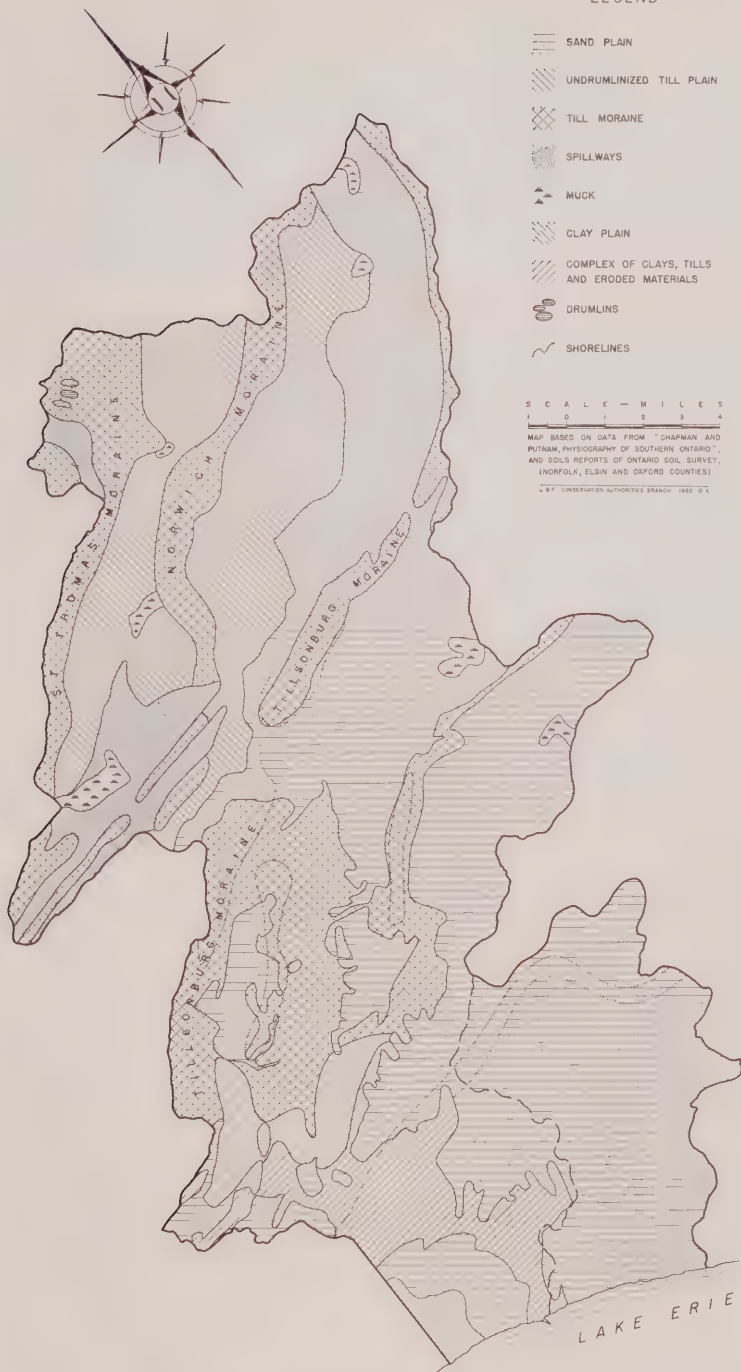 LEGEND
SAND PLAIN
UNDRUMLINIZED TILL PLAIN
TILL MORAINE
SPILLWAYS
MUCK
CLAY PLAIN
COMPLEX OF CLAYS, TILLS
AND ERODED MATERIALS
DRUMLINS
SHORELINES
SCALE — MILES
1 0 1 2 3 4
MAP BASED ON DATA FROM "CHAPMAN AND
PUTNAM, PHYSIOGRAPHY OF SOUTHERN ONTARIO",
AND SOILS REPORTS OF ONTARIO SOIL SURVEY,
(NORFOLK, ELGIN AND OXFORD COUNTIES)
CONSERVATION AUTHORITIES BRANCH
ST. THOMAS MORAINE
NORWICH MORAINE
TILLSONBURG MORAINE
TILLSONBURG MORAINE
LAKE ERIE